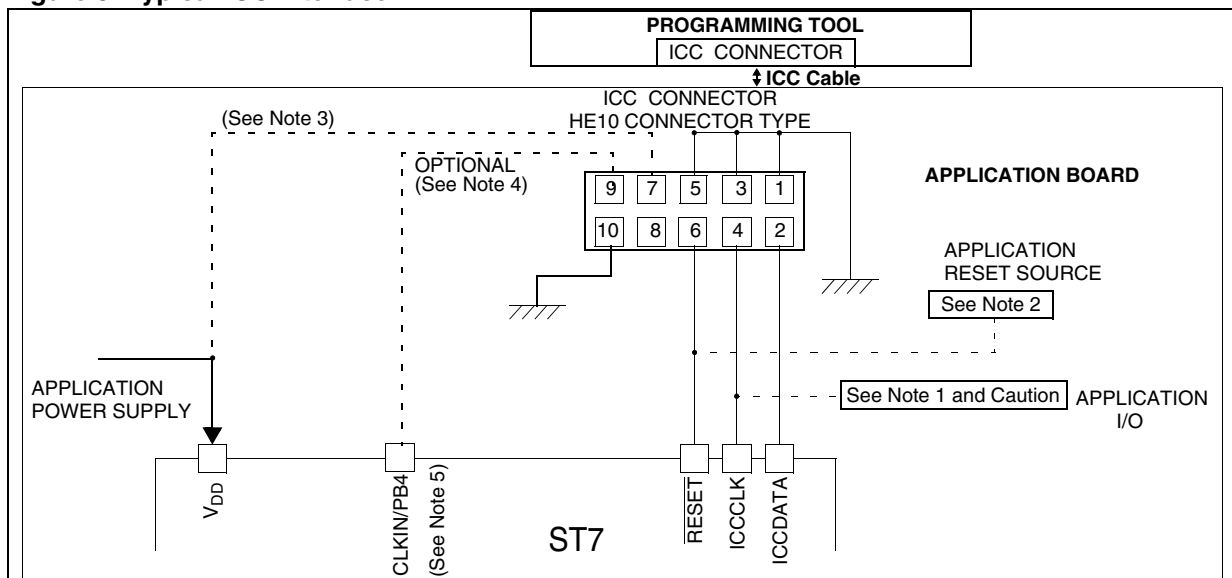 PROGRAMMING TOOL
ICC CONNECTOR
ICC Cable
ICC CONNECTOR
HE10 CONNECTOR TYPE
(See Note 3)
OPTIONAL
(See Note 4)
9 7 5 3 1
10 8 6 4 2
APPLICATION BOARD
APPLICATION
RESET SOURCE
See Note 2
APPLICATION
POWER SUPPLY
See Note 1 and Caution
APPLICATION
I/O
VDD
CLKIN/PB4
(See Note 5)
RESET
ICCCLK
ICCDATA
ST7